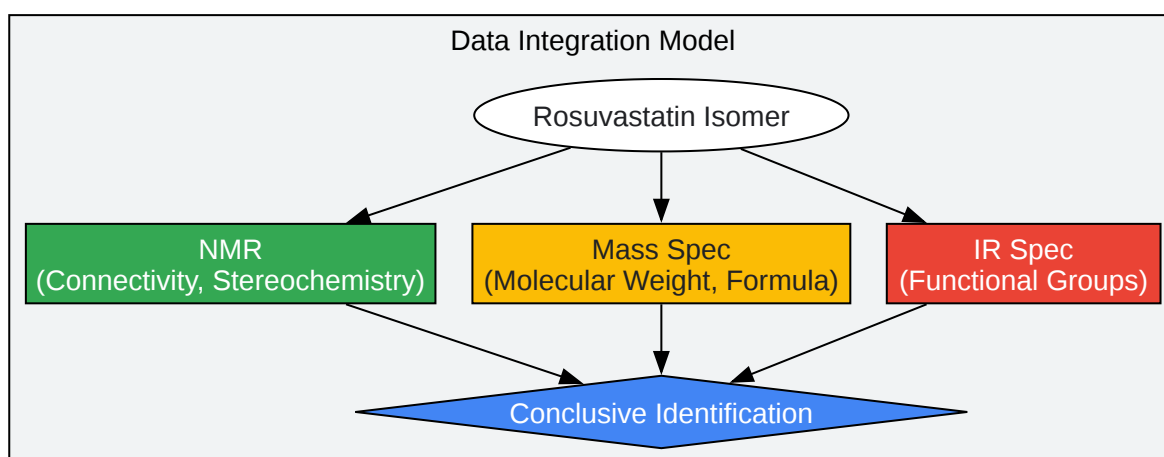 Data Integration Model
Rosuvastatin Isomer
NMR
(Connectivity, Stereochemistry)
Mass Spec
(Molecular Weight, Formula)
IR Spec
(Functional Groups)
Conclusive Identification